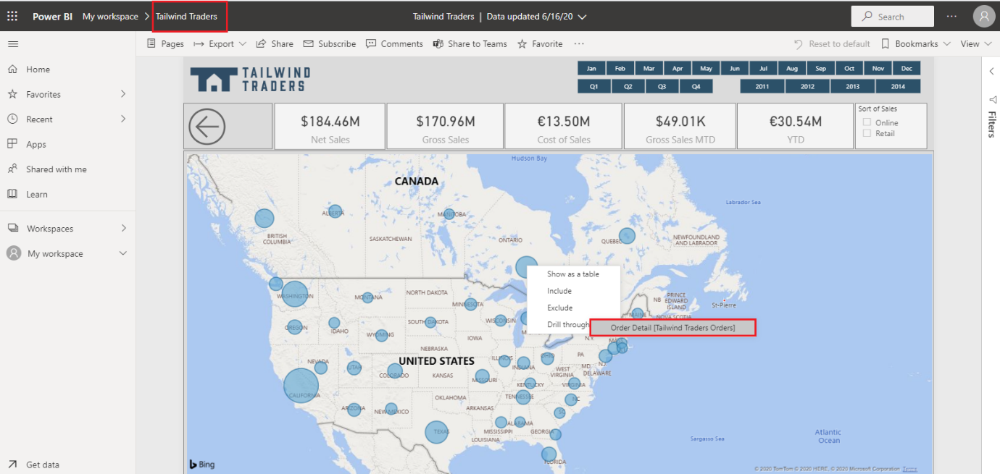 Power BI My workspace Tailwind Traders
Tailwind Traders | Data updated 6/16/20
Search
Pages Export Share Subscribe Comments Share to Teams Favorite
Reset to default Bookmarks View
Home
Favorites
Recent
Apps
Shared with me
Learn
Workspaces
My workspace
Get data
TAILWIND
TRADERS
Jan Feb Mar Apr May Jun Jul Aug Sep Oct Nov Dec
Q1 Q2 Q3 Q4 2011 2012 2013 2014
$184.46M
Net Sales
$170.96M
Gross Sales
€13.50M
Cost of Sales
$49.01K
Gross Sales MTD
€30.54M
YTD
Sort of Sales
Online
Retail
Filters
Hudson Bay
CANADA
Labrador Sea
ALBERTA
MANITOBA
BRITISH
COLUMBIA
SASKATCHEWAN
ONTARIO
QUEBEC
NEWFOUNDLAND
AND LABRADOR
Show as a table
Include
Exclude
Drill through
Order Detail [Tailwind Traders Orders]
WASHINGTON
MONTANA
NORTH DAKOTA
MINNESOTA
NB
PRINCE
EDWARD
ISLAND
St-Pierre
MAINE
NOVA SCOTIA
OREGON
IDAHO
SOUTH DAKOTA
WISCONSIN
WYOMING
IOWA
N.Y.
NEBRASKA
NEVADA
UTAH
UNITED STATES
ILLINOIS
INDIANA
OHIO
PA
N.J.
COLORADO
KANSAS
MISSOURI
WEST
VIRGINIA
MD
DELAWARE
KENTUCKY
VIRGINIA
CALIFORNIA
OKLAHOMA
TENNESSEE
NC
ARIZONA
NEW MEXICO
ARKANSAS
SC
ALABAMA
MISSISSIPPI
GEORGIA
TEXAS
LOUISIANA
FLORIDA
Sargasso Sea
Atlantic
Ocean
Bing
© 2020 TomTom © 2020 HERE, © 2020 Microsoft Corporation Terms